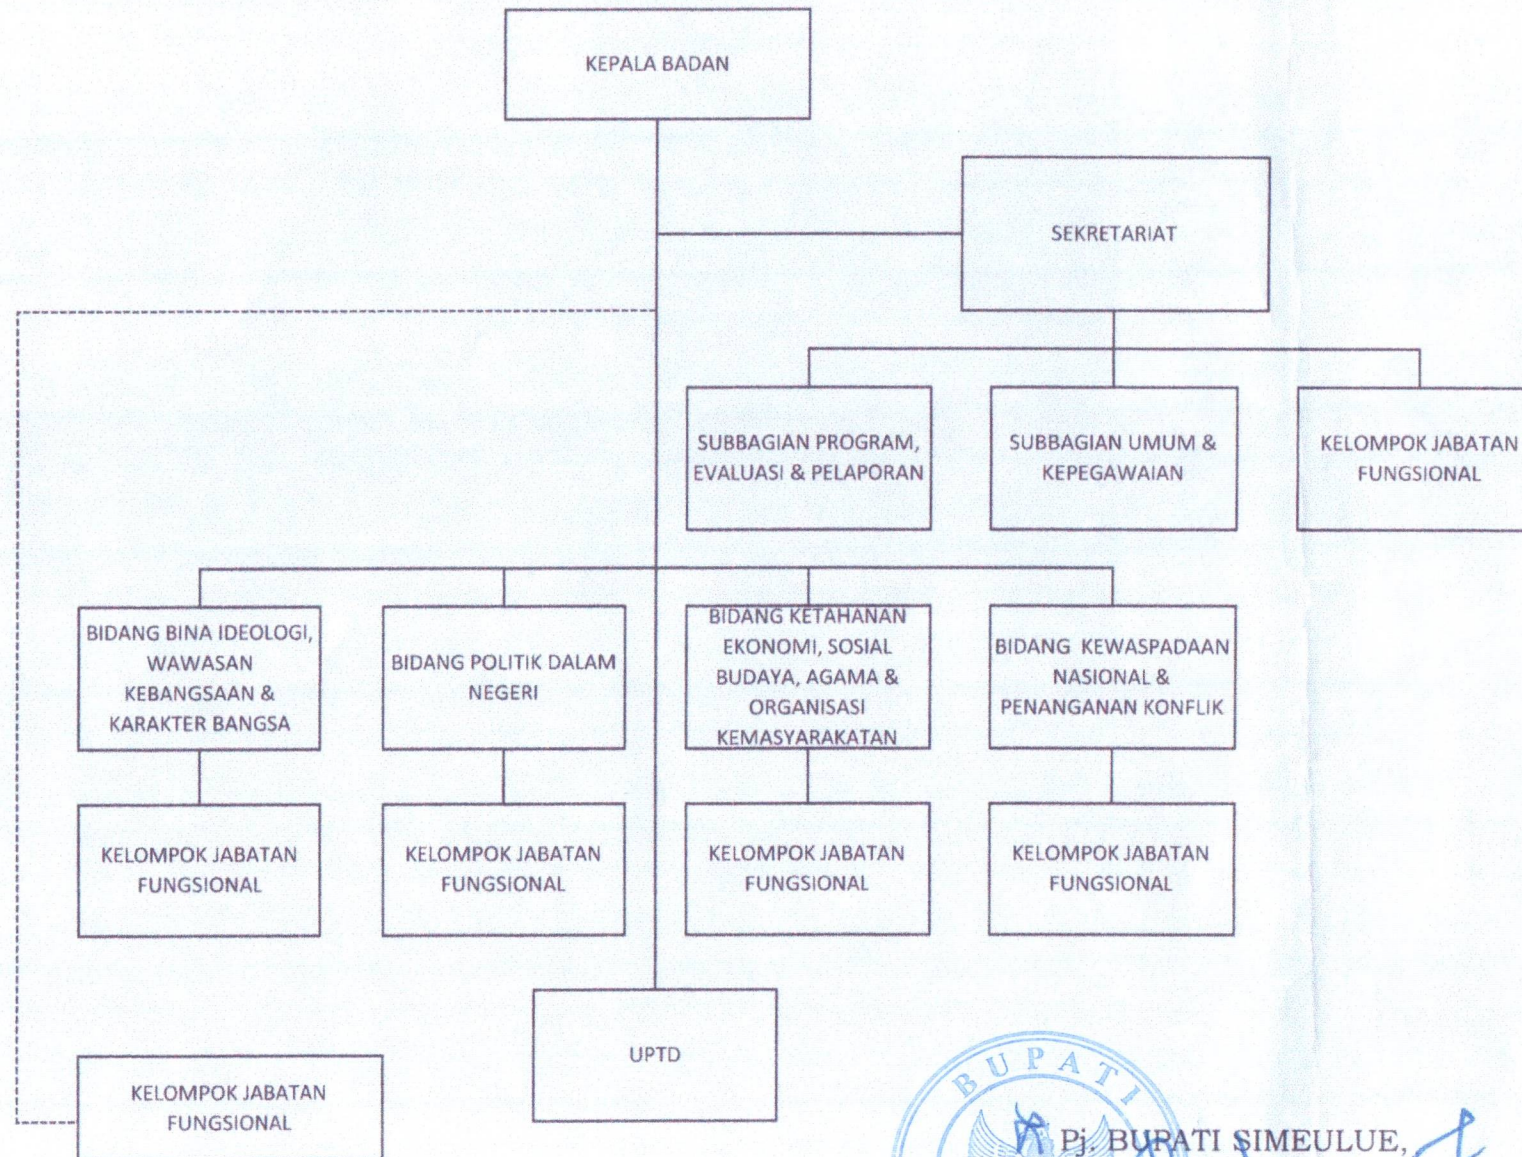 KEPALA BADAN
SEKRETARIAT
SUBBAGIAN PROGRAM,
EVALUASI & PELAPORAN
SUBBAGIAN UMUM &
KEPEGAWAIAN
KELOMPOK JABATAN
FUNGSIONAL
BIDANG BINA IDEOLOGI,
WAWASAN
KEBANGSAAN &
KARAKTER BANGSA
BIDANG POLITIK DALAM
NEGERI
BIDANG KETAHANAN
EKONOMI, SOSIAL
BUDAYA, AGAMA &
ORGANISASI
KEMASYARAKATAN
BIDANG KEWASPADAAN
NASIONAL &
PENANGANAN KONFLIK
KELOMPOK JABATAN
FUNGSIONAL
KELOMPOK JABATAN
FUNGSIONAL
KELOMPOK JABATAN
FUNGSIONAL
KELOMPOK JABATAN
FUNGSIONAL
UPTD
KELOMPOK JABATAN
FUNGSIONAL
BUPATI
Pj. BUPATI SIMEULUE,